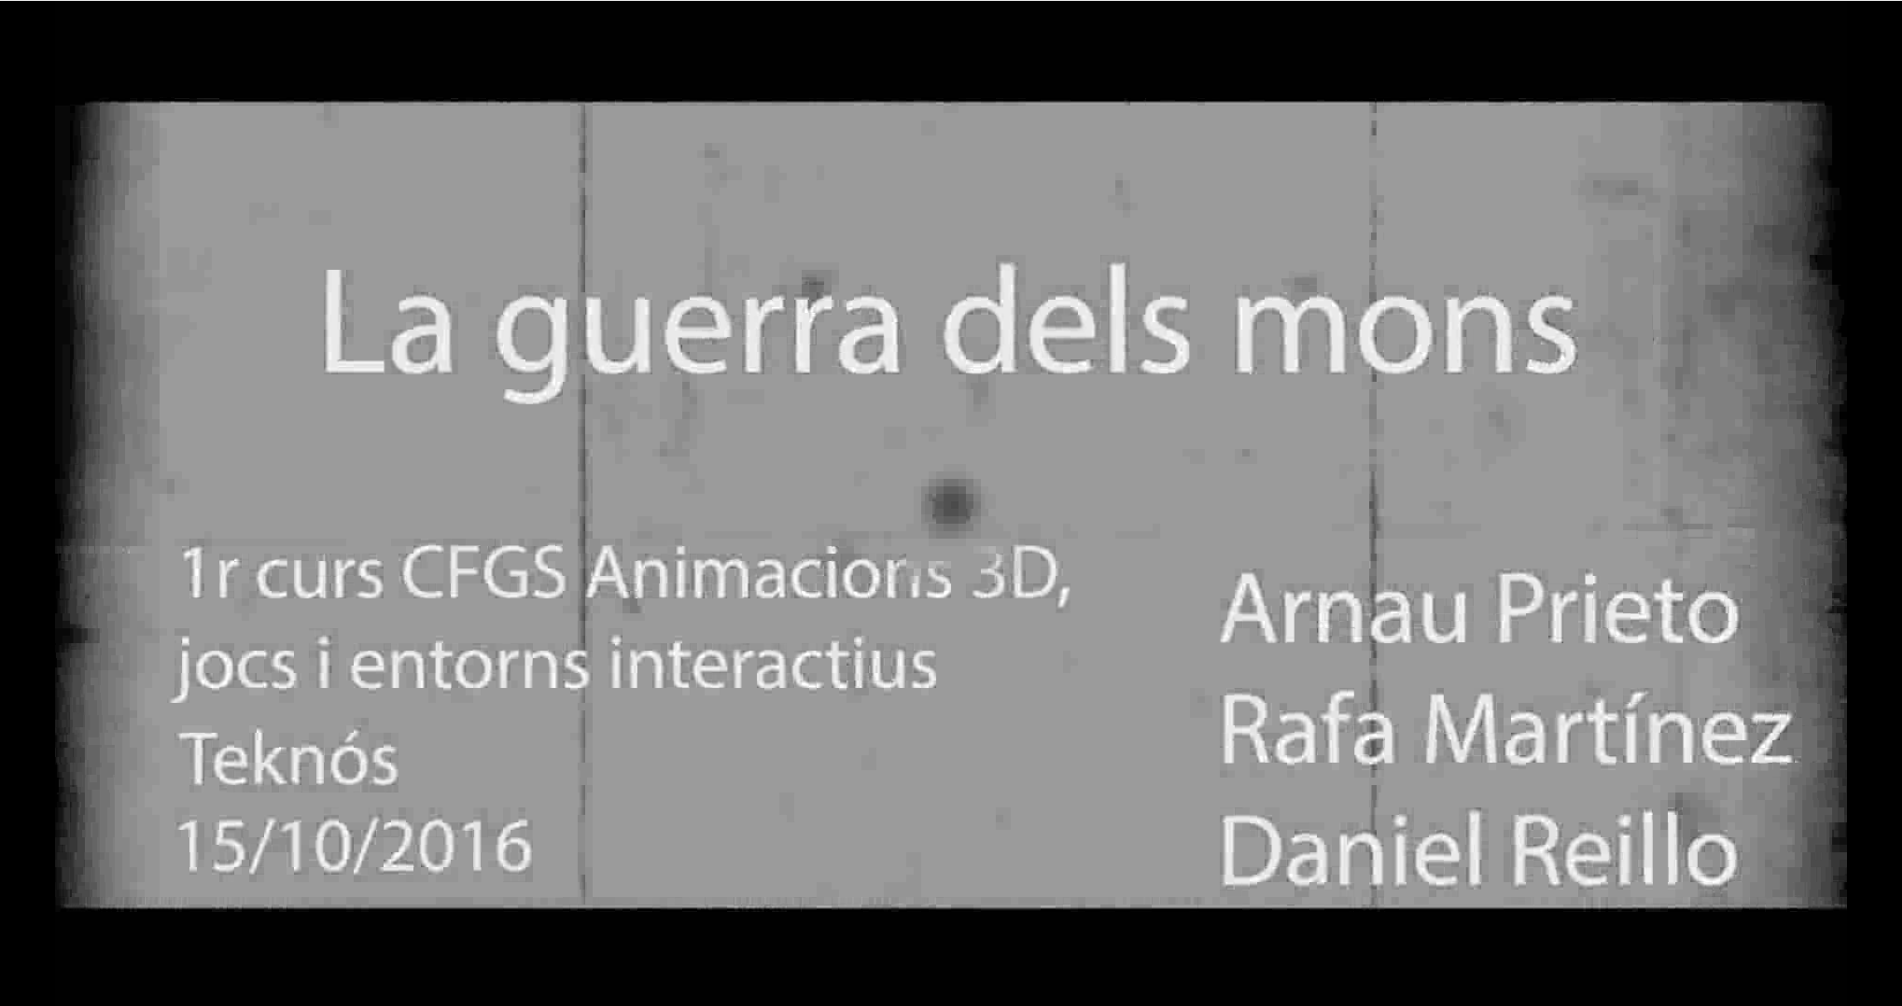 La guerra dels mons
1r curs CFGS Animacions 3D,
jocs i entorns interactius
Teknós
15/10/2016
Arnau Prieto
Rafa Martínez
Daniel Reillo